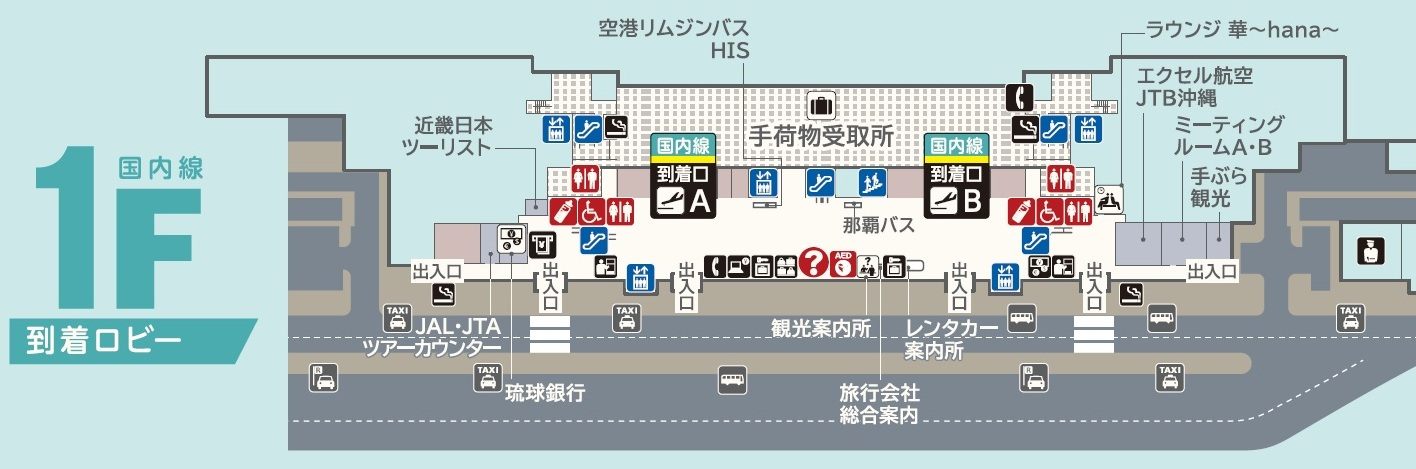 1F
国内線
到着ロビー
空港リムジンバス
HIS
ラウンジ 華～hana～
エクセル航空
JTB沖縄
ミーティング
ルームA・B
手ぶら
観光
近畿日本
ツーリスト
手荷物受取所
国内線
到着口
A
国内線
到着口
B
那覇バス
出入口
出入口
出入口
出入口
出入口
出入口
?
AED
?
TAXI
JAL・JTA
ツアーカウンター
TAXI
観光案内所
レンタカー
案内所
TAXI
R
TAXI
琉球銀行
旅行会社
総合案内
R
TAXI